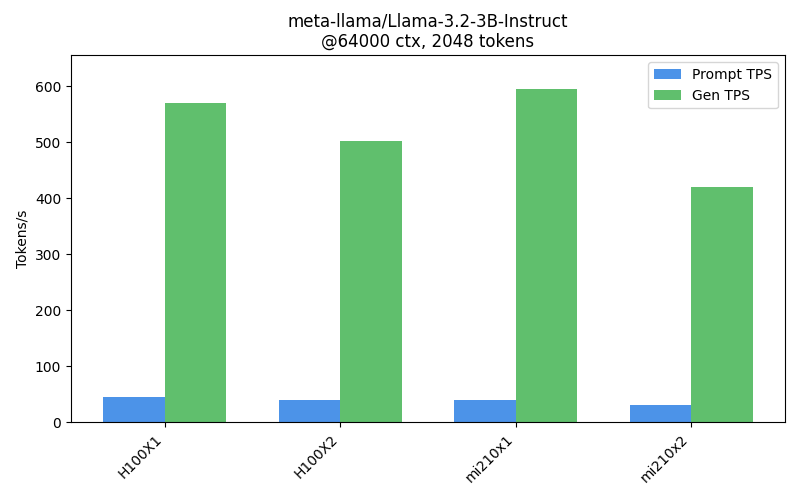 meta-llama/Llama-3.2-3B-Instruct
@64000 ctx, 2048 tokens
Prompt TPS
Gen TPS
Tokens/s
600
500
400
300
200
100
0
H100X1
H100X2
mi210x1
mi210x2